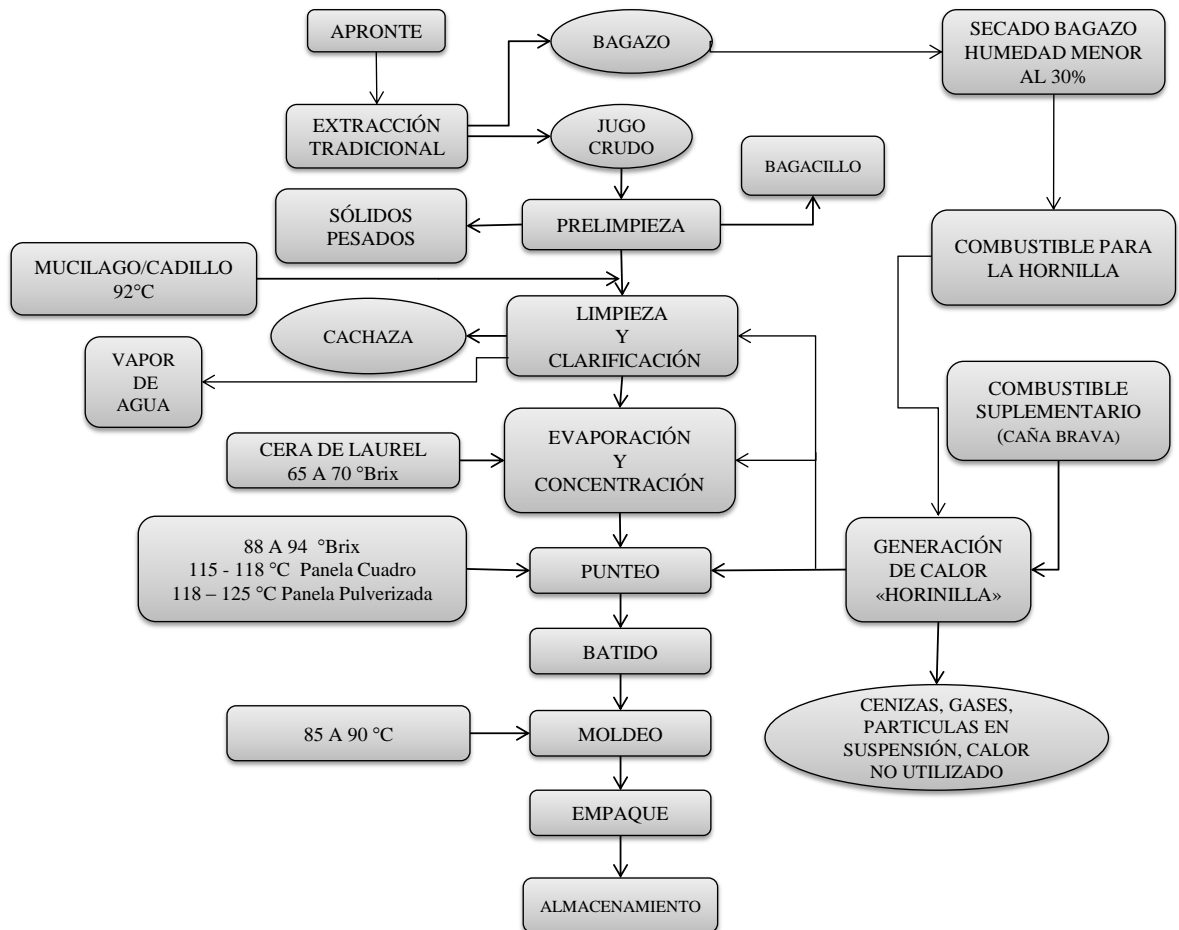 APRONTE
BAGAZO
SECADO BAGAZO
HUMEDAD MENOR
AL 30%
EXTRACCIÓN
TRADICIONAL
JUGO
CRUDO
BAGACILLO
SÓLIDOS
PESADOS
PRELIMPIEZA
COMBUSTIBLE PARA
LA HORNILLA
MUCILAGO/CADILLO
92°C
LIMPIEZA
Y
CLARIFICACIÓN
CACHAZA
VAPOR
DE
AGUA
COMBUSTIBLE
SUPLEMENTARIO
(CAÑA BRAVA)
CERA DE LAUREL
65 A 70 °Brix
EVAPORACIÓN
Y
CONCENTRACIÓN
88 A 94 °Brix
115 - 118 °C Panela Cuadro
118 – 125 °C Panela Pulverizada
PUNTEO
GENERACIÓN
DE CALOR
«HORINILLA»
BATIDO
CENIZAS, GASES,
PARTICULAS EN
SUSPENSIÓN, CALOR
NO UTILIZADO
85 A 90 °C
MOLDEO
EMPAQUE
ALMACENAMIENTO